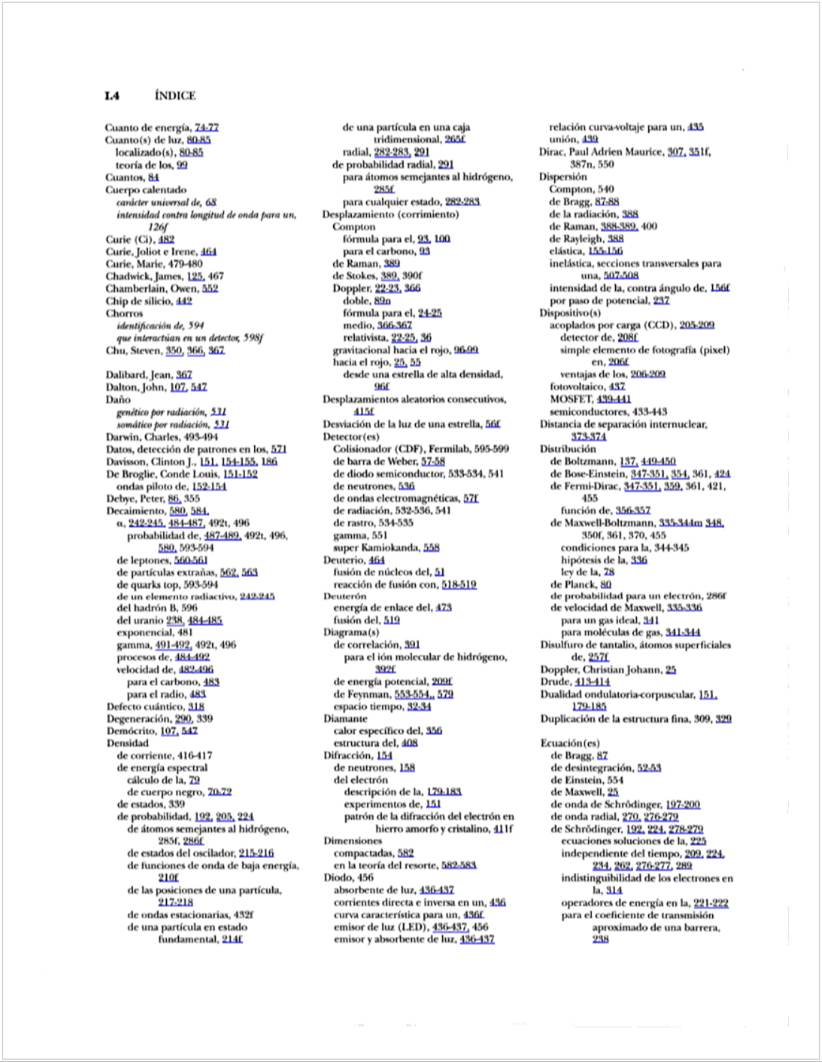 I.4 ÍNDICE
Cuanto de energía, 74-77
Cuanto(s) de luz, 80-85
localizado(s), 80-85
teoría de los, 99
Cuantos, 84
Cuerpo calentado
carácter universal de, 68
intensidad contra longitud de onda para un,
126f
Curie (Ci), 482
Curie, Joliot e Irene, 464
Curie, Marie, 479-480
Chadwick, James, 125, 467
Chamberlain, Owen, 552
Chip de silicio, 442
Chorros
identificación de, 594
que interactúan en un detector, 598f
Chu, Steven, 350, 366, 367
Dalibard, Jean, 367
Dalton, John, 107, 547
Daño
genético por radiación, 531
somático por radiación, 531
Darwin, Charles, 493-494
Datos, detección de patrones en los, 571
Davisson, Clinton J., 151, 154-155, 186
De Broglie, Conde Louis, 151-152
ondas piloto de, 152-154
Debye, Peter, 86, 355
Decaimiento, 580, 584,
α, 242-245, 484-487, 492t, 496
probabilidad de, 487-489, 492t, 496,
580, 593-594
de leptones, 560-561
de partículas extrañas, 562, 563
de quarks top, 593-594
de un elemento radiactivo, 242-245
del hadrón B, 596
del uranio 238, 484-485
exponencial, 481
gamma, 491-492, 492t, 496
procesos de, 484-492
velocidad de, 482-496
para el carbono, 483
para el radio, 483
Defecto cuántico, 318
Degeneración, 290, 339
Demócrito, 107, 547
Densidad
de corriente, 416-417
de energía espectral
cálculo de la, 79
de cuerpo negro, 70-72
de estados, 339
de probabilidad, 192, 205, 224
de átomos semejantes al hidrógeno,
285f, 286f
de estados del oscilador, 215-216
de funciones de onda de baja energía,
210f
de las posiciones de una partícula,
217-218
de ondas estacionarias, 432f
de una partícula en estado
fundamental, 214f
de una partícula en una caja
tridimensional, 265f
radial, 282-283, 291
de probabilidad radial, 291
para átomos semejantes al hidrógeno,
285f
para cualquier estado, 282-283
Desplazamiento (corrimiento)
Compton
fórmula para el, 93, 100
para el carbono, 93
de Raman, 389
de Stokes, 389, 390f
Doppler, 22-23, 366
doble, 89n
fórmula para el, 24-25
medio, 366-367
relativista, 22-25, 36
gravitacional hacia el rojo, 96-99
hacia el rojo, 25, 55
desde una estrella de alta densidad,
96f
Desplazamientos aleatorios consecutivos,
415f
Desviación de la luz de una estrella, 56f
Detector(es)
Colisionador (CDF), Fermilab, 595-599
de barra de Weber, 57-58
de diodo semiconductor, 533-534, 541
de neutrones, 536
de ondas electromagnéticas, 57f
de radiación, 532-536, 541
de rastro, 534-535
gamma, 551
super Kamiokanda, 558
Deuterio, 464
fusión de núcleos del, 51
reacción de fusión con, 518-519
Deuterón
energía de enlace del, 473
fusión del, 519
Diagrama(s)
de correlación, 391
para el ión molecular de hidrógeno,
392f
de energía potencial, 209f
de Feynman, 553-554,, 579
espacio tiempo, 32-34
Diamante
calor específico del, 356
estructura del, 408
Difracción, 154
de neutrones, 158
del electrón
descripción de la, 179-183
experimentos de, 151
patrón de la difracción del electrón en
hierro amorfo y cristalino, 411f
Dimensiones
compactadas, 582
en la teoría del resorte, 582-583
Diodo, 456
absorbente de luz, 436-437
corrientes directa e inversa en un, 436
curva característica para un, 436f
emisor de luz (LED), 436-437, 456
emisor y absorbente de luz, 436-437
relación curva-voltaje para un, 435
unión, 439
Dirac, Paul Adrien Maurice, 307, 351f,
387n, 550
Dispersión
Compton, 540
de Bragg, 87-88
de la radiación, 388
de Raman, 388-389, 400
de Rayleigh, 388
elástica, 155-156
inelástica, secciones transversales para
una, 507-508
intensidad de la, contra ángulo de, 156f
por paso de potencial, 237
Dispositivo(s)
acoplados por carga (CCD), 205-209
detector de, 208f
simple elemento de fotografía (pixel)
en, 206f
ventajas de los, 206-209
fotovoltaico, 437
MOSFET, 439-441
semiconductores, 433-443
Distancia de separación internuclear,
373-374
Distribución
de Boltzmann, 137, 449-450
de Bose-Einstein, 347-351, 354, 361, 424
de Fermi-Dirac, 347-351, 359, 361, 421,
455
función de, 356-357
de Maxwell-Boltzmann, 335-344m 348,
350f, 361, 370, 455
condiciones para la, 344-345
hipótesis de la, 336
ley de la, 78
de Planck, 80
de probabilidad para un electrón, 286f
de velocidad de Maxwell, 335-336
para un gas ideal, 341
para moléculas de gas, 341-344
Disulfuro de tantalio, átomos superficiales
de, 257f
Doppler, Christian Johann, 25
Drude, 413-414
Dualidad ondulatoria-corpuscular, 151,
179-185
Duplicación de la estructura fina, 309, 329
Ecuación(es)
de Bragg, 87
de desintegración, 52-53
de Einstein, 554
de Maxwell, 25
de onda de Schrödinger, 197-200
de onda radial, 270, 276-279
de Schrödinger, 192, 224, 278-279
ecuaciones soluciones de la, 225
independiente del tiempo, 209, 224,
234, 262, 276-277, 289
indistinguibilidad de los electrones en
la, 314
operadores de energía en la, 221-222
para el coeficiente de transmisión
aproximado de una barrera,
238